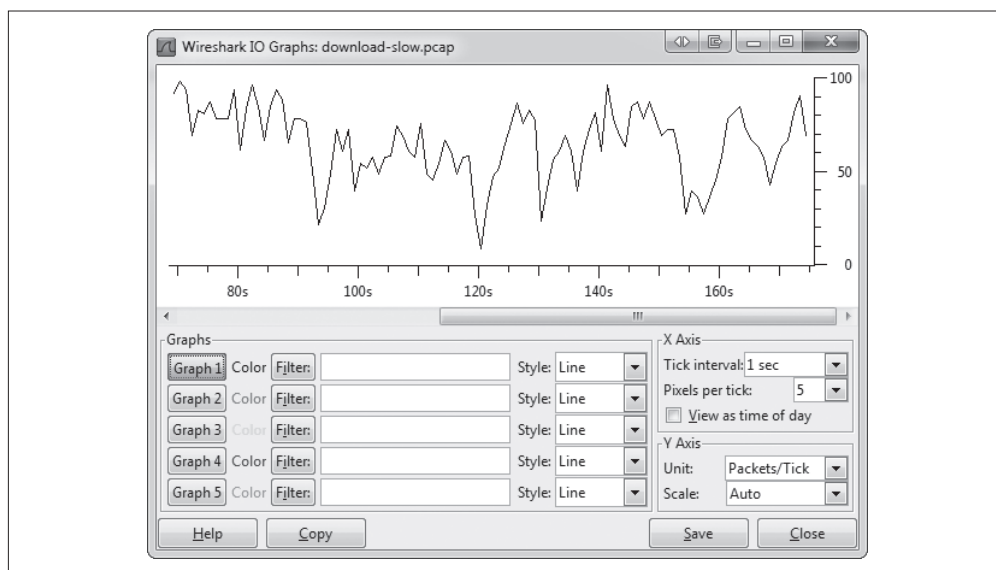 Wireshark IO Graphs: download-slow.pcap
100
50
0
80s 100s 120s 140s 160s
Graphs
Graph 1 Color Filter: Style: Line
Graph 2 Color Filter: Style: Line
Graph 3 Color Filter: Style: Line
Graph 4 Color Filter: Style: Line
Graph 5 Color Filter: Style: Line
X Axis
Tick interval: 1 sec
Pixels per tick: 5
View as time of day
Y Axis
Unit: Packets/Tick
Scale: Auto
Help Copy Save Close